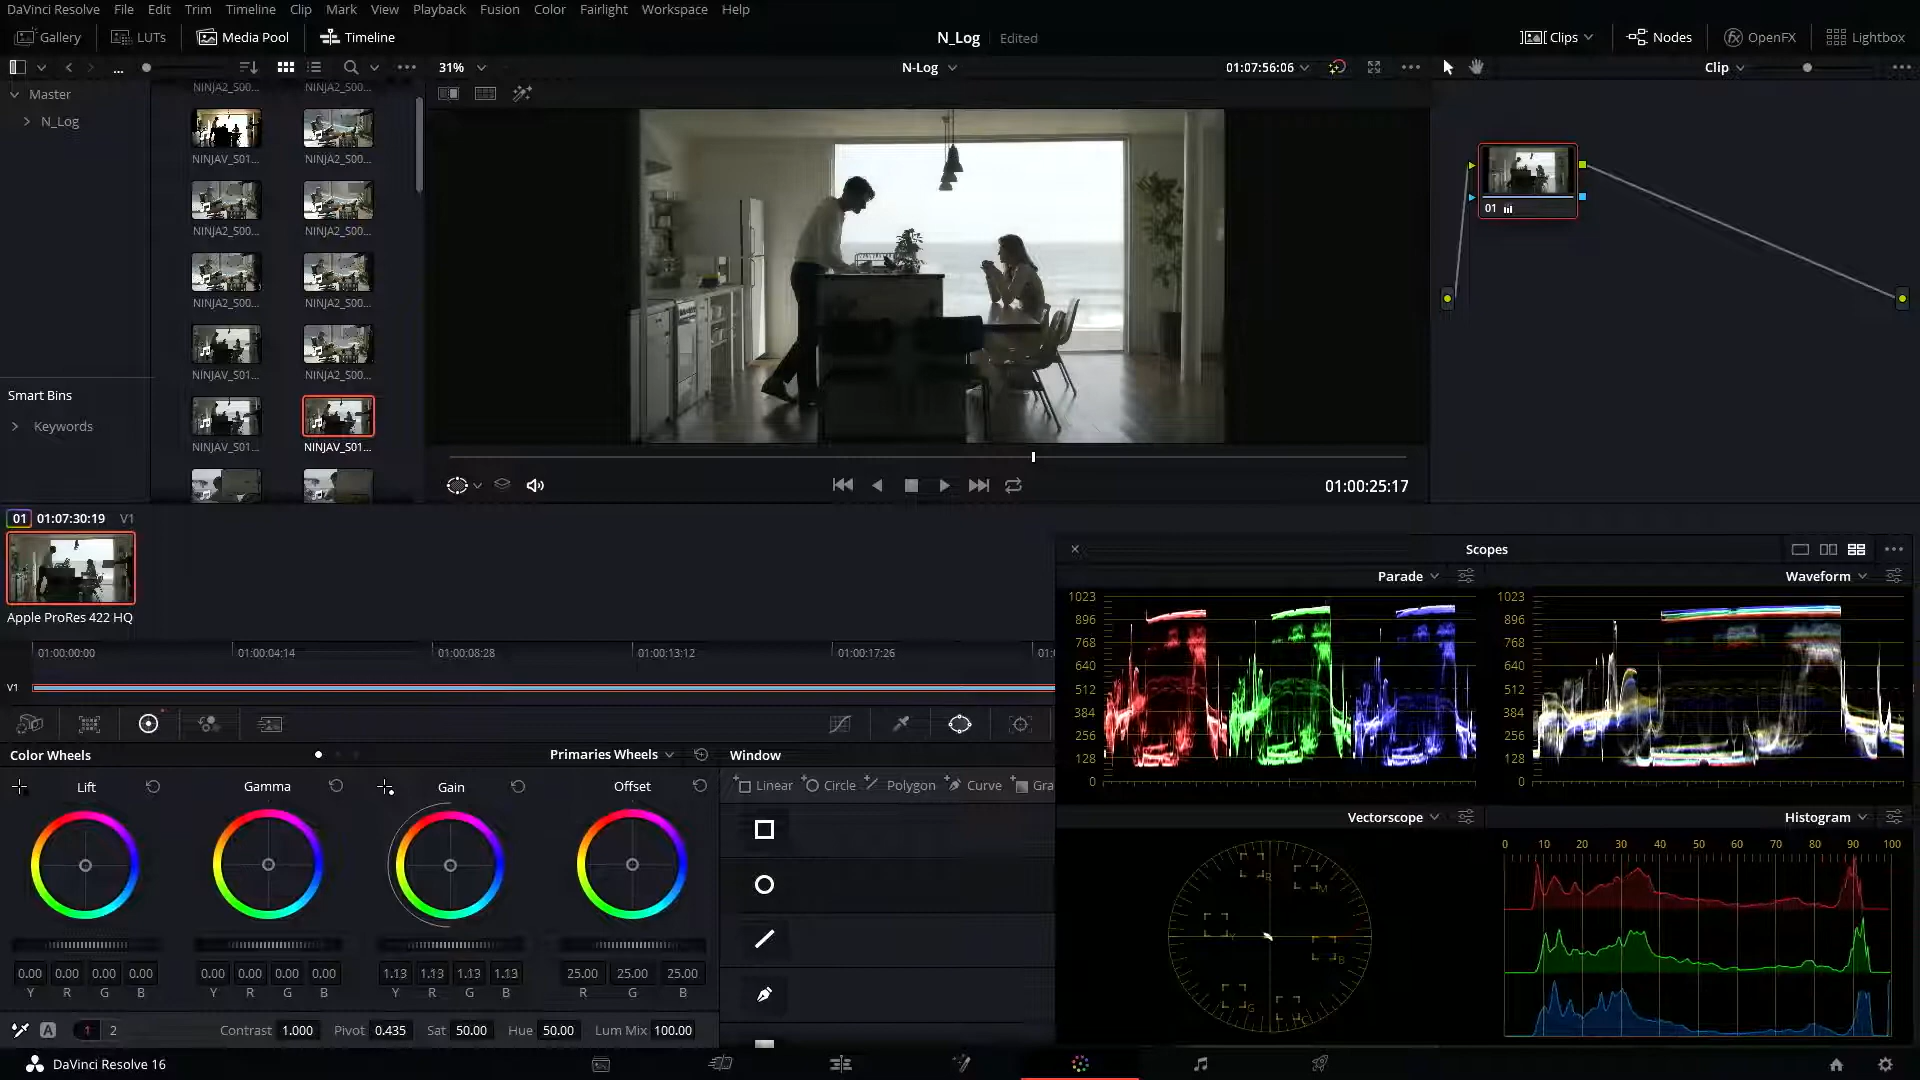 DaVinci Resolve File Edit Trim Timeline Clip Mark View Playback Fusion Color Fairlight Workspace Help
Gallery LUTs Media Pool Timeline N_Log Edited Clips Nodes OpenFX Lightbox
31% N-Log 01:07:56:06 Clip
Master
N_Log
NINJA2_S00... NINJA2_S00...
NINJAV_S01... NINJA2_S00...
NINJA2_S00... NINJA2_S00...
NINJA2_S00... NINJA2_S00...
NINJAV_S01... NINJA2_S00...
NINJAV_S01... NINJAV_S01...
Smart Bins
Keywords
01
01:00:25:17
01 01:07:30:19 V1
Apple ProRes 422 HQ
01:00:00:00 01:00:04:14 01:00:08:28 01:00:13:12 01:00:17:26
V1
Color Wheels Primaries Wheels
Lift Gamma Gain Offset
0.00 0.00 0.00 0.00 0.00 0.00 0.00 0.00 1.13 1.13 1.13 1.13 25.00 25.00 25.00
Y R G B Y R G B Y R G B R G B
A 1 2 Contrast 1.000 Pivot 0.435 Sat 50.00 Hue 50.00 Lum Mix 100.00
Window
Linear Circle Polygon Curve Gra
Scopes
Parade
1023
896
768
640
512
384
256
128
0
Waveform
1023
896
768
640
512
384
256
128
0
Vectorscope
R
M
Y
B
G
C
Histogram
0 10 20 30 40 50 60 70 80 90 100
DaVinci Resolve 16